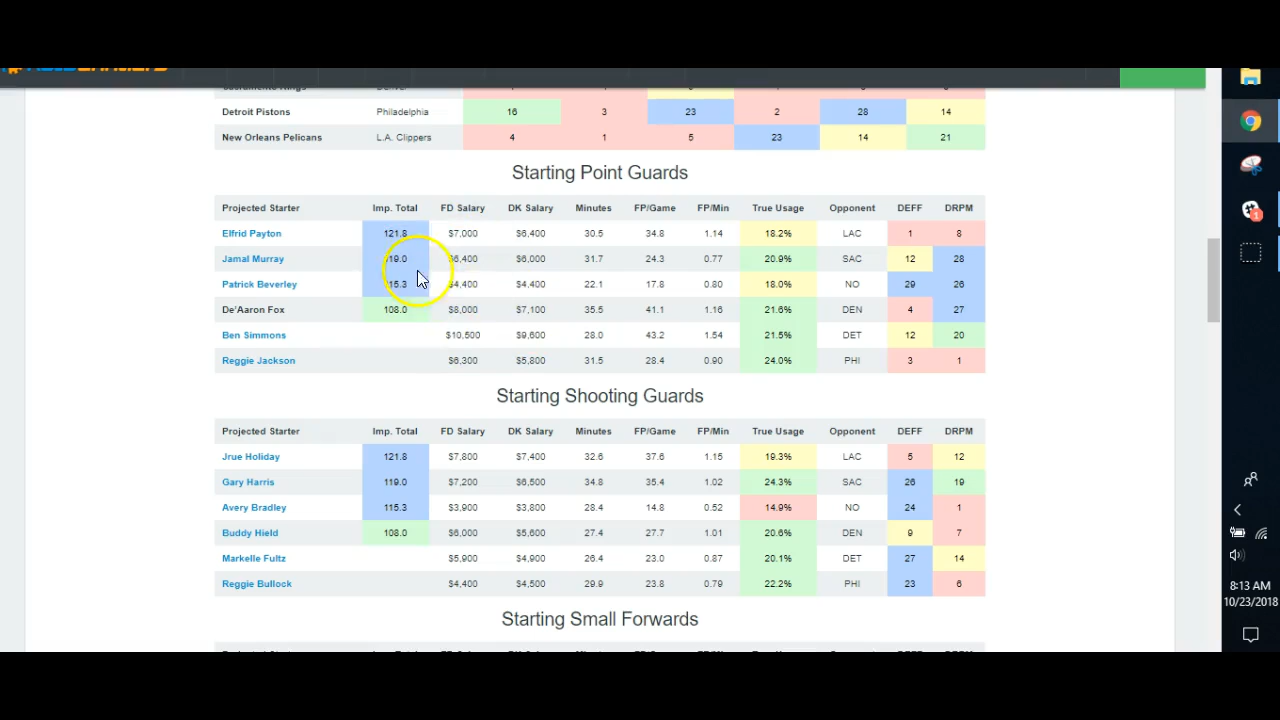 Detroit Pistons Philadelphia 16 3 23 2 28 14
New Orleans Pelicans L.A. Clippers 4 1 5 23 14 21
Starting Point Guards
Projected Starter Imp. Total FD Salary DK Salary Minutes FP/Game FP/Min True Usage Opponent DEFF DRPM
Elfrid Payton 121.8 $7,000 $6,400 30.5 34.8 1.14 18.2% LAC 1 8
Jamal Murray 19.0 $6,400 $6,000 31.7 24.3 0.77 20.9% SAC 12 28
Patrick Beverley 15.3 $4,400 $4,400 22.1 17.8 0.80 18.0% NO 29 26
De'Aaron Fox 108.0 $8,000 $7,100 35.5 41.1 1.16 21.6% DEN 4 27
Ben Simmons $10,500 $9,600 28.0 43.2 1.54 21.5% DET 12 20
Reggie Jackson $6,300 $5,800 31.5 28.4 0.90 24.0% PHI 3 1
Starting Shooting Guards
Projected Starter Imp. Total FD Salary DK Salary Minutes FP/Game FP/Min True Usage Opponent DEFF DRPM
Jrue Holiday 121.8 $7,800 $7,400 32.6 37.6 1.15 19.3% LAC 5 12
Gary Harris 119.0 $7,200 $6,500 34.8 35.4 1.02 24.3% SAC 26 19
Avery Bradley 115.3 $3,900 $3,800 28.4 14.8 0.52 14.9% NO 24 1
Buddy Hield 108.0 $6,000 $5,600 27.4 27.7 1.01 20.6% DEN 9 7
Markelle Fultz $5,900 $4,900 26.4 23.0 0.87 20.1% DET 27 14
Reggie Bullock $4,400 $4,500 29.9 23.8 0.79 22.2% PHI 23 6
Starting Small Forwards
1
8:13 AM
10/23/2018